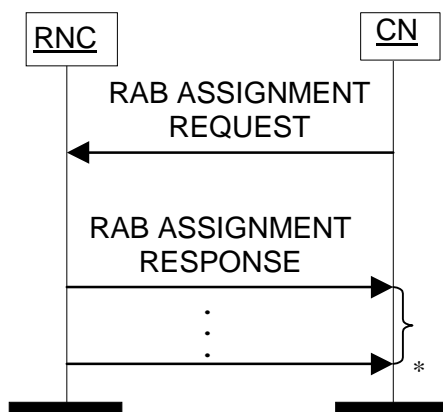 RNC
CN
RAB ASSIGNMENT
REQUEST
RAB ASSIGNMENT
RESPONSE
*